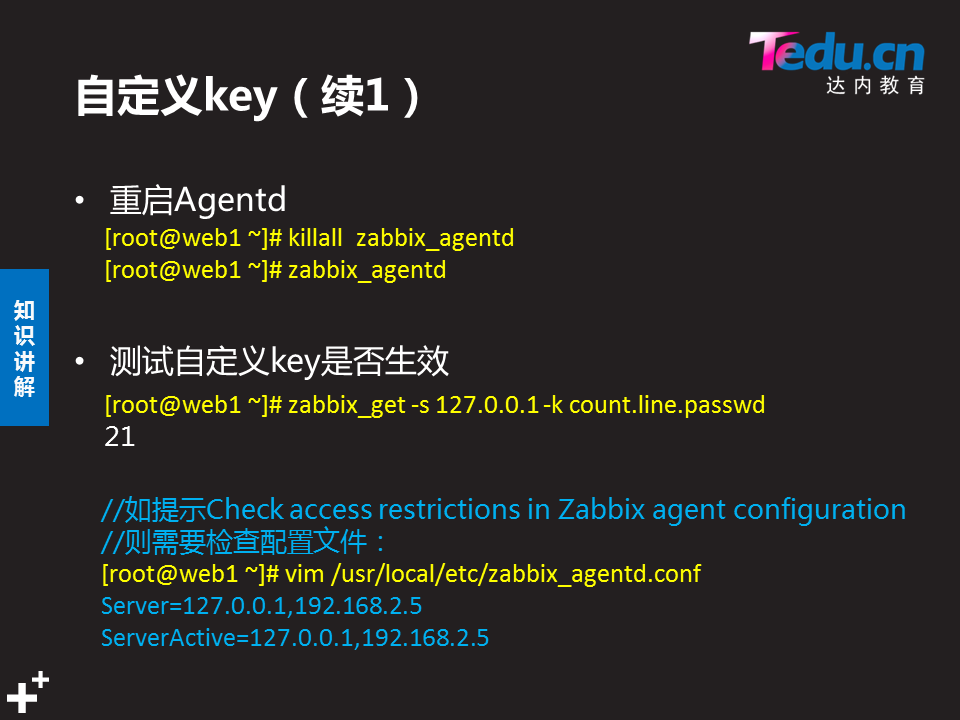 Tedu.cn
达内教育
自定义key（续1）
• 重启Agentd
[root@web1 ~]# killall  zabbix_agentd
[root@web1 ~]# zabbix_agentd
知识讲解
• 测试自定义key是否生效
[root@web1 ~]# zabbix_get -s 127.0.0.1 -k count.line.passwd
21
//如提示Check access restrictions in Zabbix agent configuration
//则需要检查配置文件：
[root@web1 ~]# vim /usr/local/etc/zabbix_agentd.conf
Server=127.0.0.1,192.168.2.5
ServerActive=127.0.0.1,192.168.2.5